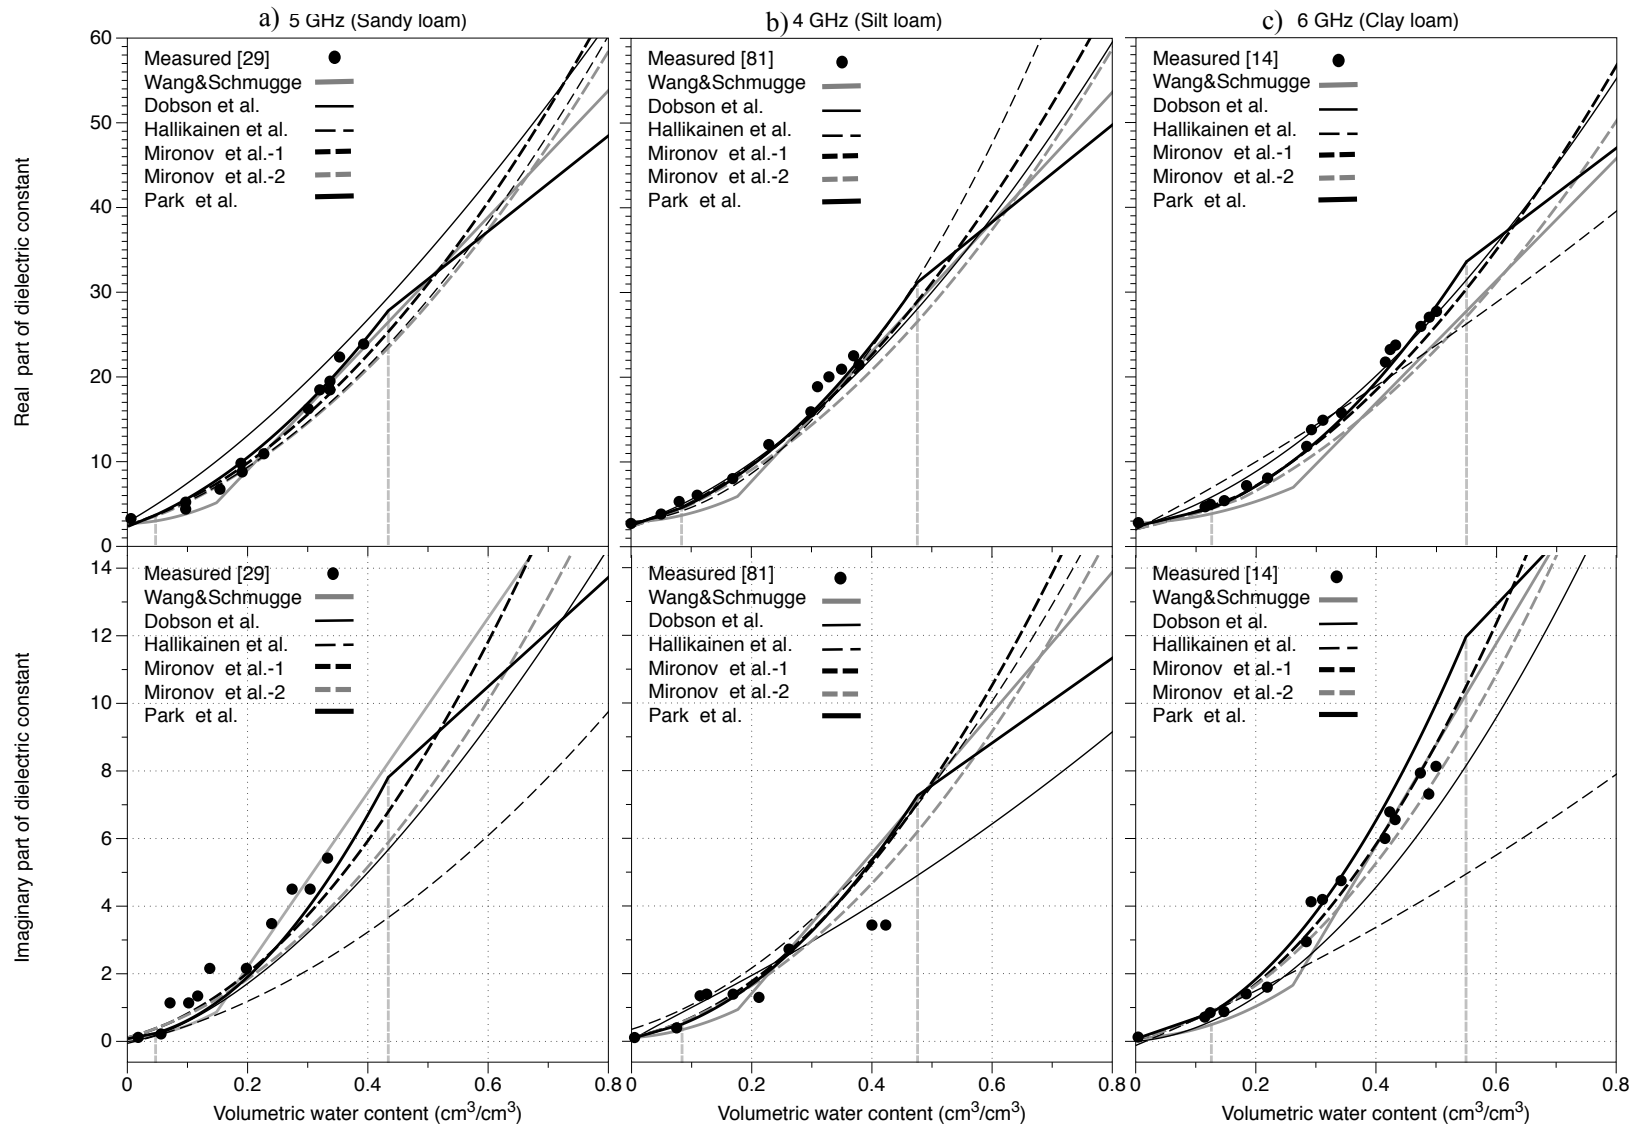 a) 5 GHz (Sandy loam)
b) 4 GHz (Silt loam)
c) 6 GHz (Clay loam)
Real part of dielectric constant
60
50
40
30
20
10
0
Measured [29]
Wang&Schmugge
Dobson et al.
Hallikainen et al.
Mironov et al.-1
Mironov et al.-2
Park et al.
Measured [81]
Wang&Schmugge
Dobson et al.
Hallikainen et al.
Mironov et al.-1
Mironov et al.-2
Park et al.
Measured [14]
Wang&Schmugge
Dobson et al.
Hallikainen et al.
Mironov et al.-1
Mironov et al.-2
Park et al.
Imaginary part of dielectric constant
14
12
10
8
6
4
2
0
Measured [29]
Wang&Schmugge
Dobson et al.
Hallikainen et al.
Mironov et al.-1
Mironov et al.-2
Park et al.
Measured [81]
Wang&Schmugge
Dobson et al.
Hallikainen et al.
Mironov et al.-1
Mironov et al.-2
Park et al.
Measured [14]
Wang&Schmugge
Dobson et al.
Hallikainen et al.
Mironov et al.-1
Mironov et al.-2
Park et al.
0 0.2 0.4 0.6 0.8
0 0.2 0.4 0.6 0.8
0 0.2 0.4 0.6 0.8
Volumetric water content (cm³/cm³)
Volumetric water content (cm³/cm³)
Volumetric water content (cm³/cm³)